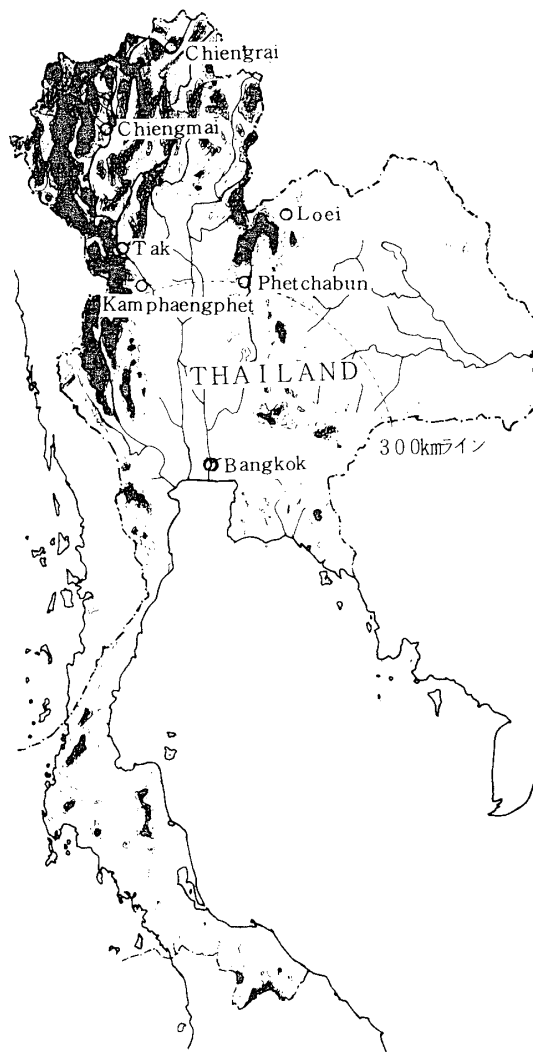 Chiengrai
Chiengmai
Loei
Tak
Phetchabun
Kamphaengphet
THAILAND
300kmライン
Bangkok